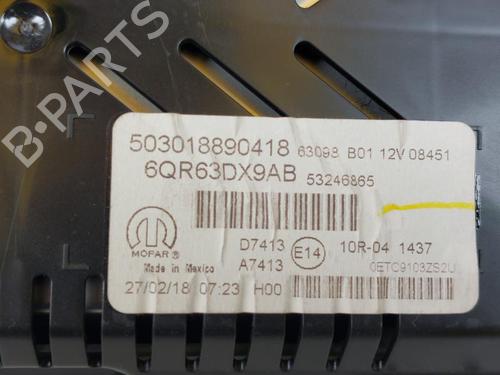 B-PARTS
503018890418 63098 B01 12V 08451
6QR63DX9AB 53246865
MOPAR®
Made in Mexico
D7413
A7413
E14
10R-04 1437
0ETC9103ZS2U
27/02/18 07:23 H00